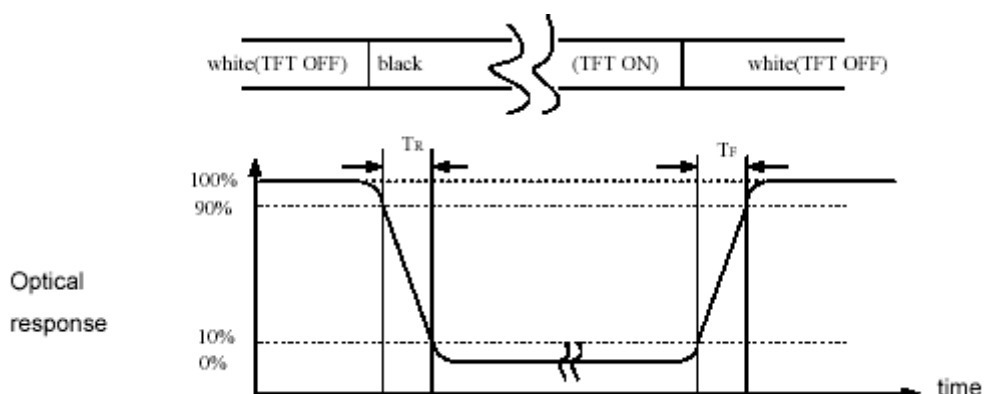 white(TFT OFF) black (TFT ON) white(TFT OFF)
TR TF
100%
90%
Optical
response
10%
0%
time